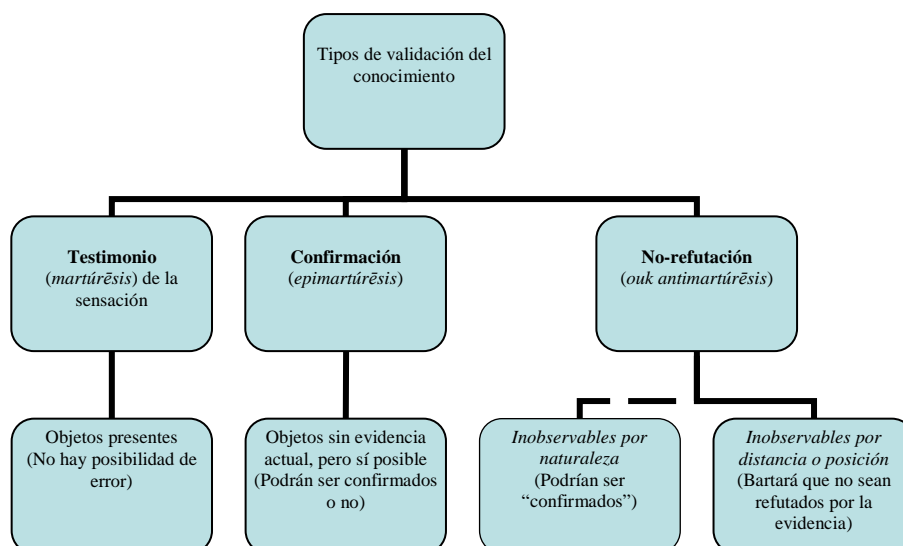 Tipos de validación del
conocimiento
Testimonio
(martúrēsis) de la
sensación
Confirmación
(epimartúrēsis)
No-refutación
(ouk antimartúrēsis)
Objetos presentes
(No hay posibilidad de
error)
Objetos sin evidencia
actual, pero sí posible
(Podrán ser confirmados
o no)
Inobservables por
naturaleza
(Podrían ser
“confirmados”)
Inobservables por
distancia o posición
(Bartará que no sean
refutados por la
evidencia)